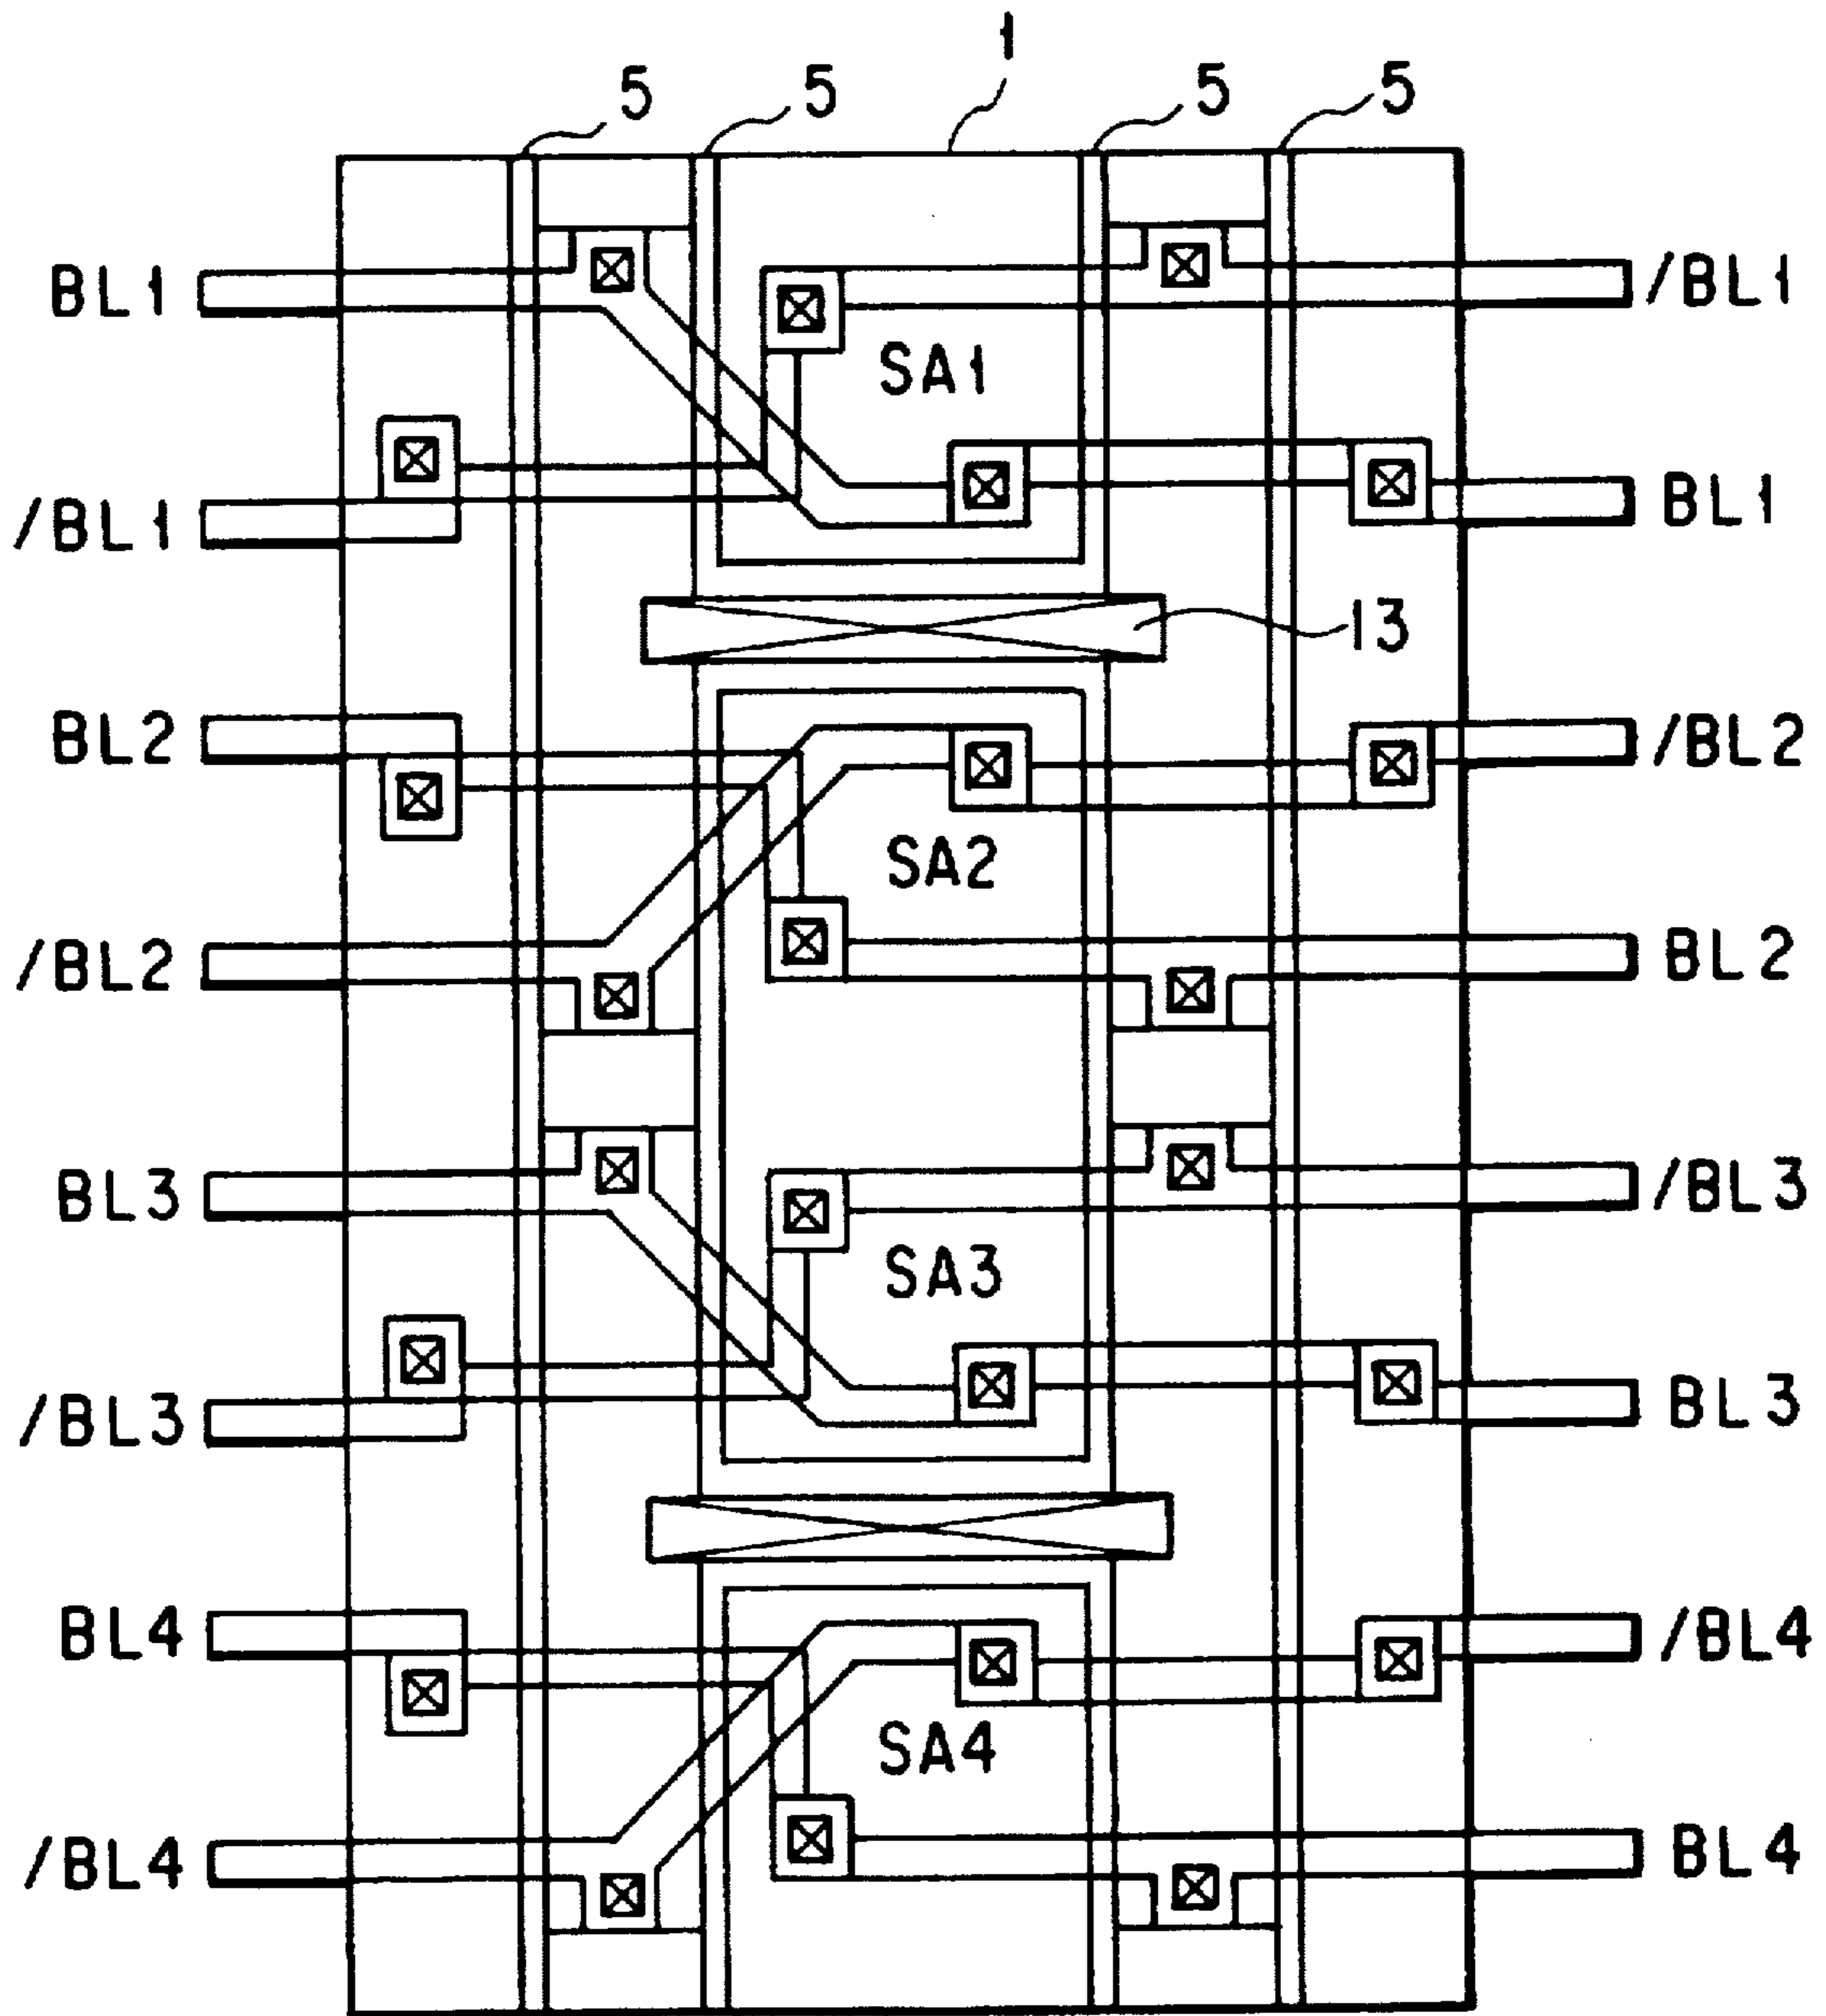 1
5 5 5 5
BL1 /BL1
SA1
/BL1 BL1
13
BL2 /BL2
SA2
/BL2 BL2
BL3 /BL3
SA3
/BL3 BL3
BL4 /BL4
SA4
/BL4 BL4